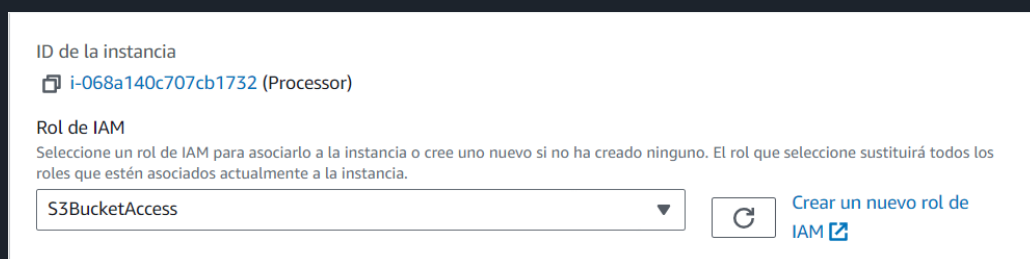 ID de la instancia
i-068a140c707cb1732 (Processor)
Rol de IAM
Seleccione un rol de IAM para asociarlo a la instancia o cree uno nuevo si no ha creado ninguno. El rol que seleccione sustituirá todos los
roles que estén asociados actualmente a la instancia.
S3BucketAccess
Crear un nuevo rol de
IAM